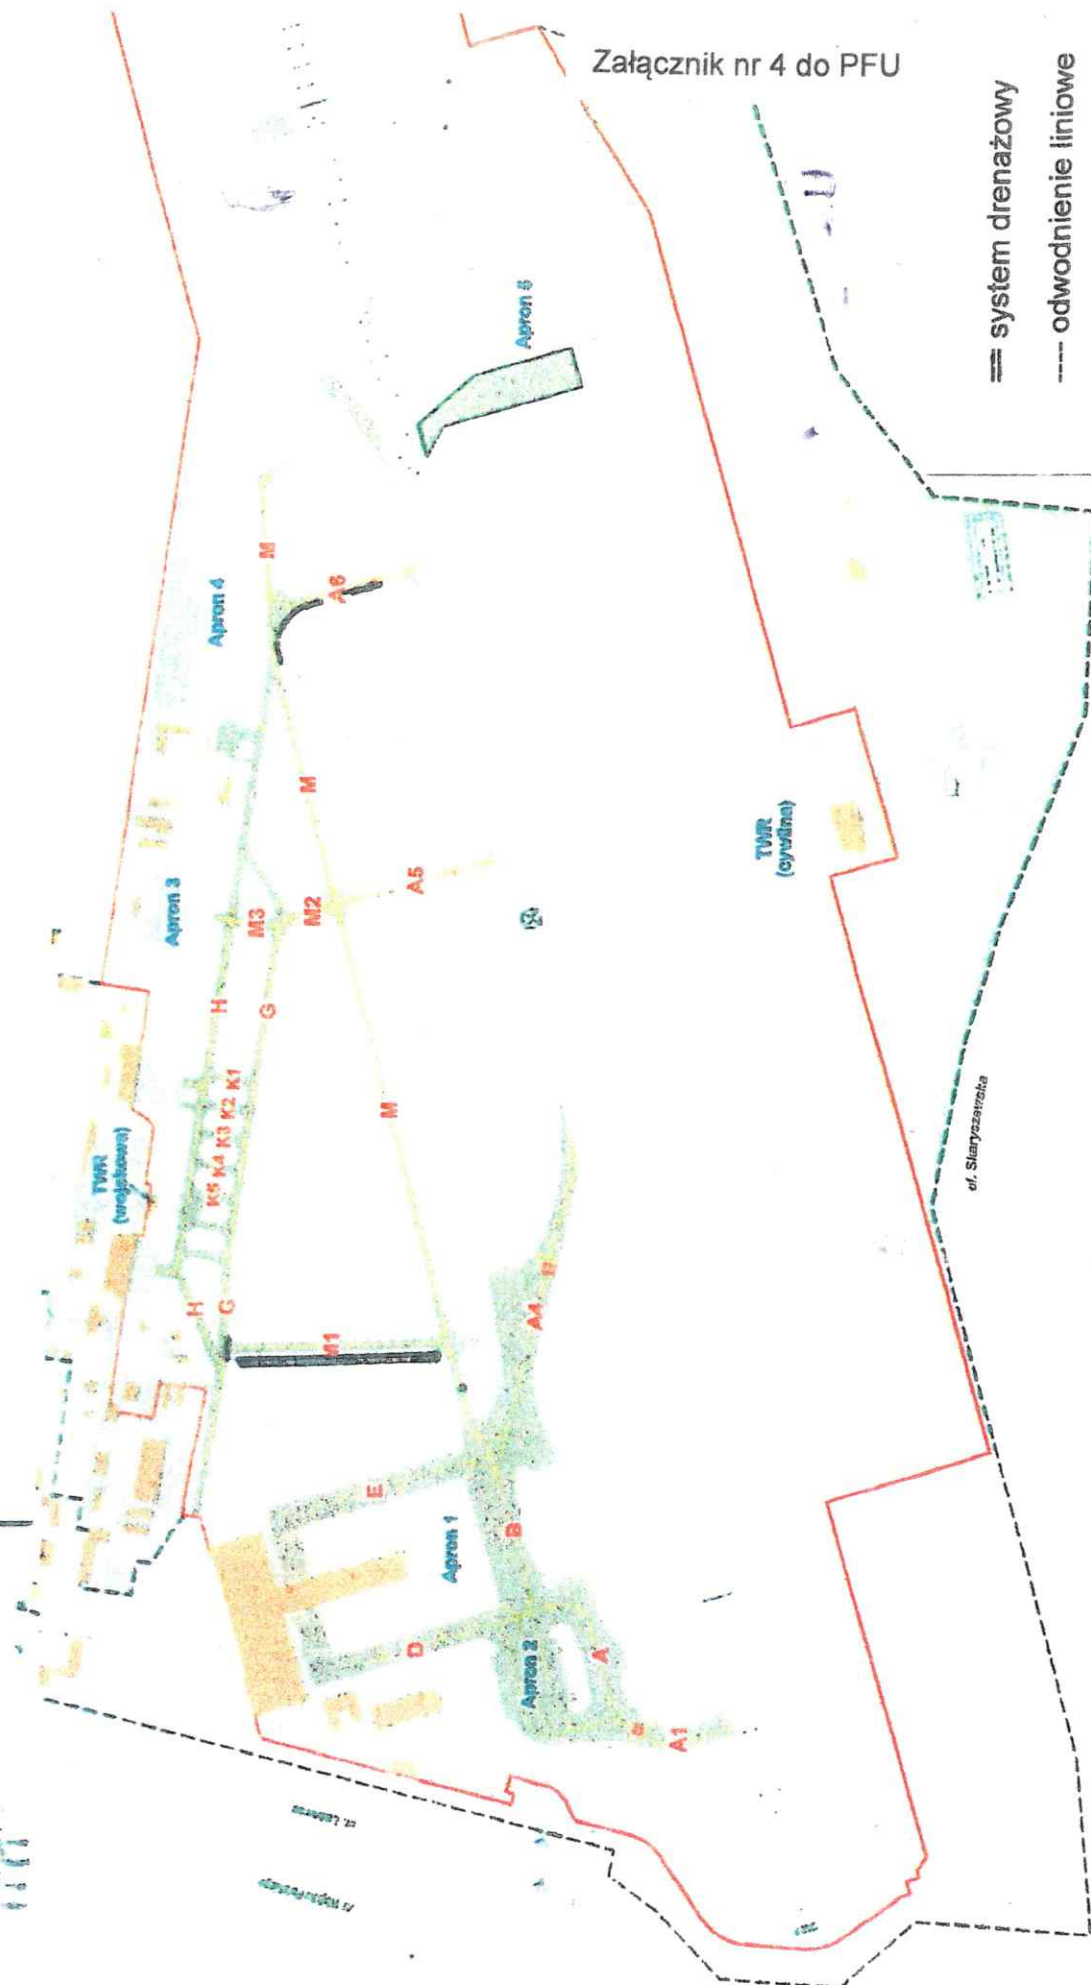 Załącznik nr 4 do PFU
═ system drenażowy
---- odwodnienie liniowe
Apron 5
Apron 4
M
A6
M
TWR
(cywilna)
Apron 3
A5
M2
M3
H
G
M
K1
K2
K3
K4
K5
TWR
(wojskowa)
ul. Skaryszewska
H
G
A4
M1
E
Apron 1
B
D
Apron 2
A
A1